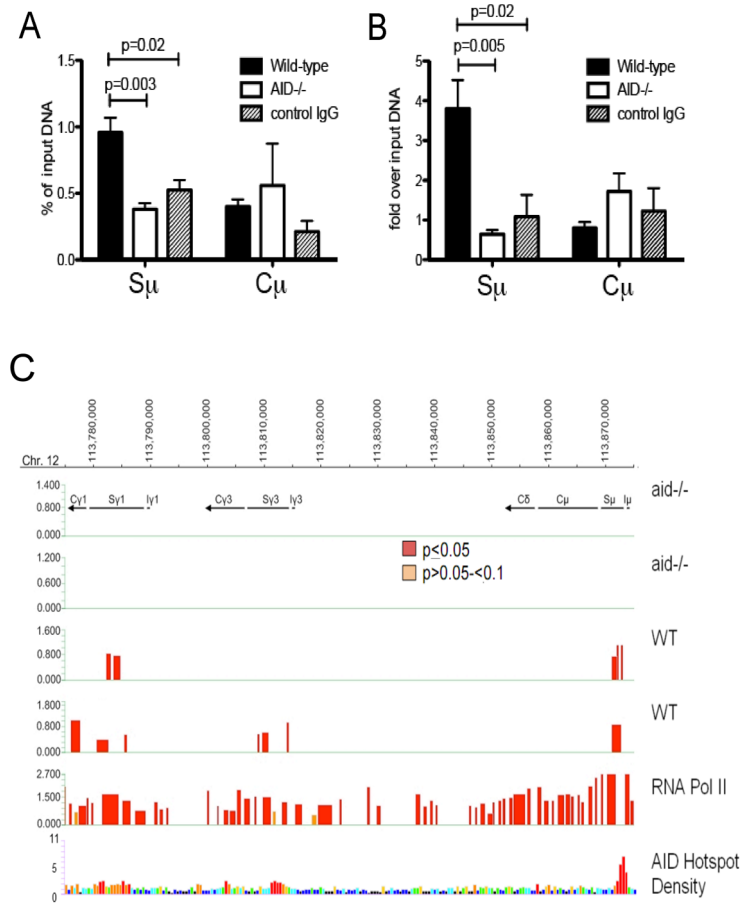 A
p=0.02
p=0.003
Wild-type
AID-/-
control IgG
% of input DNA
1.5
1.0
0.5
0.0
Sμ
Cμ
B
p=0.02
p=0.005
Wild-type
AID-/-
control IgG
fold over input DNA
5
4
3
2
1
0
Sμ
Cμ
C
113,780,000
113,790,000
113,800,000
113,810,000
113,820,000
113,830,000
113,840,000
113,850,000
113,860,000
113,870,000
Chr. 12
1.400
0.800
0.000
Cγ1 Sγ1 Iγ1 Cγ3 Sγ3 Iγ3 Cδ Cμ Sμ Iμ
aid-/-
1.200
0.600
0.000
p≤0.05
p>0.05-<0.1
aid-/-
1.600
0.800
0.000
WT
1.800
0.800
0.000
WT
2.700
1.500
0.000
RNA Pol II
11
5
0
AID Hotspot
Density